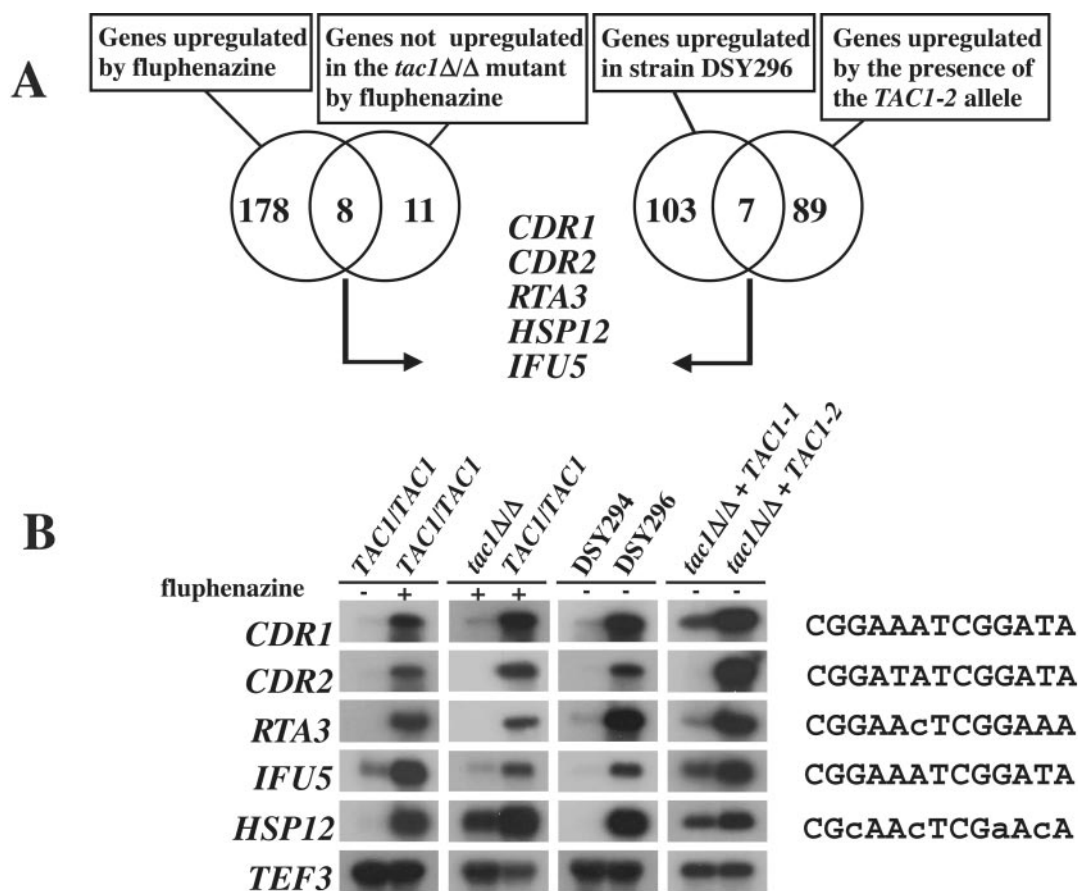 A
Genes upregulated
by fluphenazine
Genes not upregulated
in the tac1Δ/Δ mutant
by fluphenazine
Genes upregulated
in strain DSY296
Genes upregulated
by the presence of
the TAC1-2 allele
178 8 11
103 7 89
CDR1
CDR2
RTA3
HSP12
IFU5
B
TAC1/TAC1
TAC1/TAC1
tac1Δ/Δ
TAC1/TAC1
DSY294
DSY296
tac1Δ/Δ + TAC1-1
tac1Δ/Δ + TAC1-2
fluphenazine - + + + - - - -
CDR1 CGGAAATCGGATA
CDR2 CGGATATCGGATA
RTA3 CGGAAcTCGGAAA
IFU5 CGGAAATCGGATA
HSP12 CGcAAcTCGaAcA
TEF3